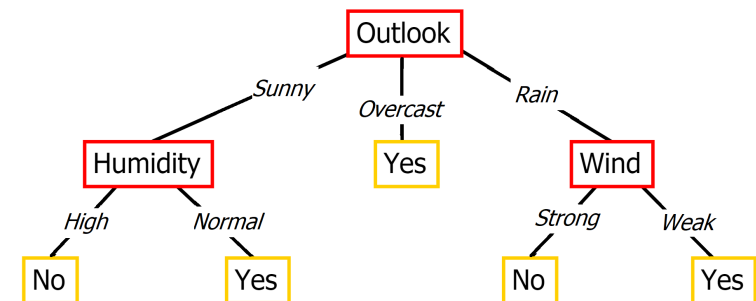 Outlook
Sunny
Overcast
Rain
Humidity
Yes
Wind
High
Normal
Strong
Weak
No
Yes
No
Yes